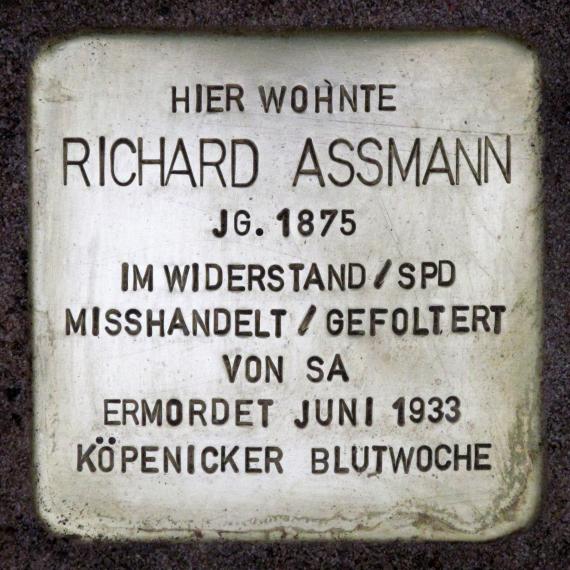 HIER WOHNTE
RICHARD ASSMANN
JG. 1875
IM WIDERSTAND / SPD
MISSHANDELT / GEFOLTERT
VON SA
ERMORDET JUNI 1933
KÖPENICKER BLUTWOCHE